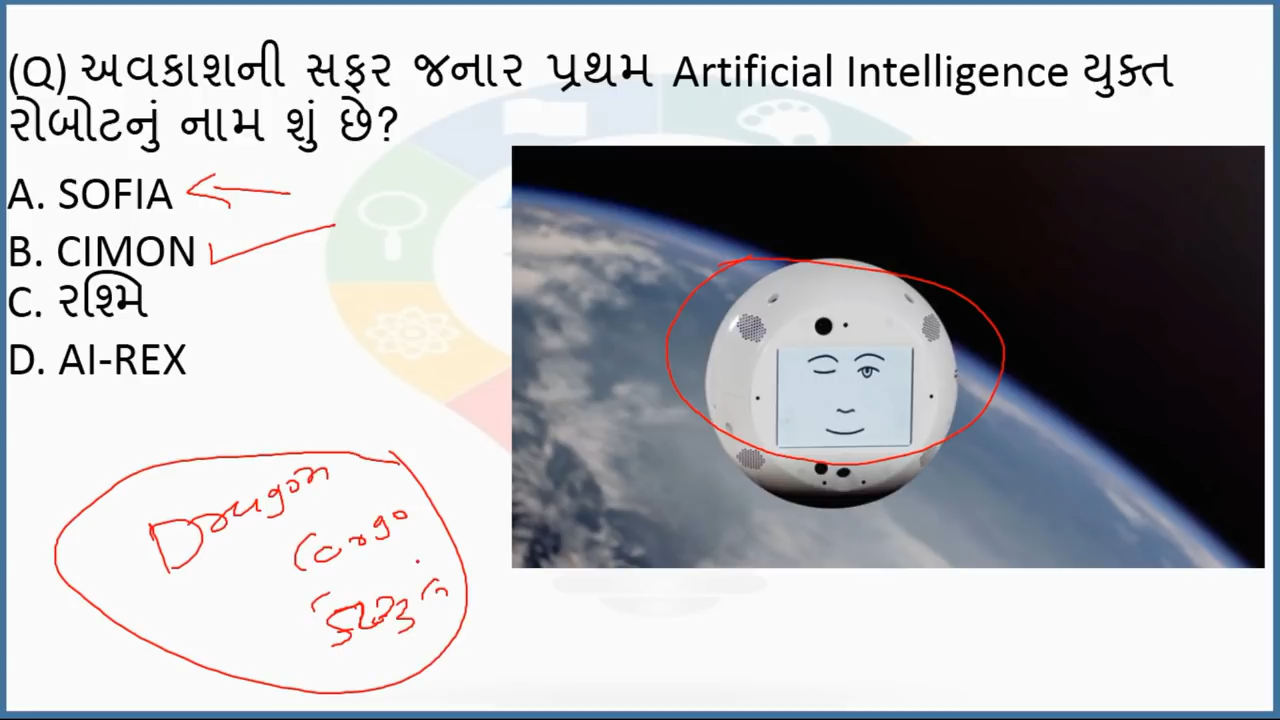 (Q) અવકાશની સફર જનાર પ્રથમ Artificial Intelligence યુક્ત
રોબોટનું નામ શું છે?
A. SOFIA
B. CIMON
C. રશ્મિ
D. AI-REX
Dragon
Cargo